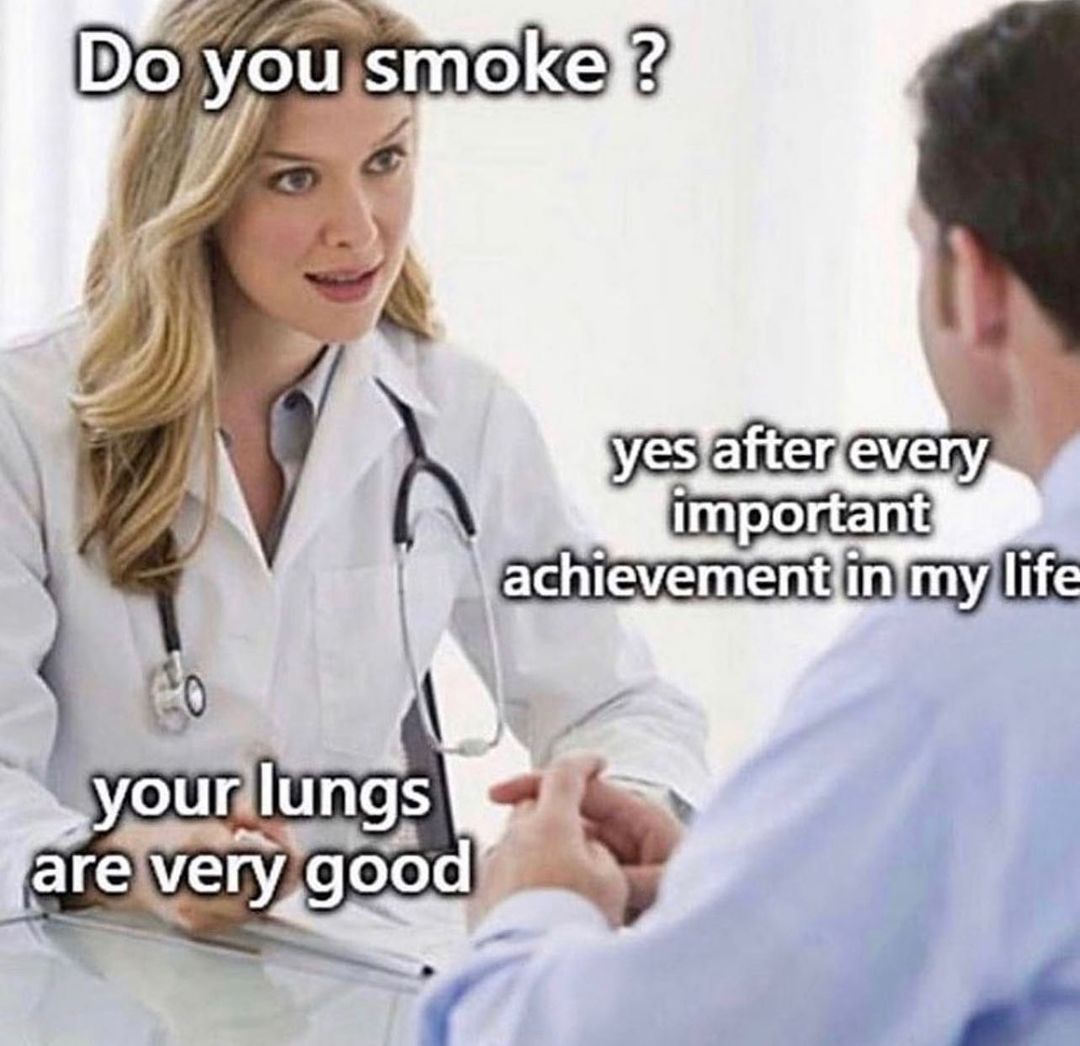 Do you smoke ?
yes after every
important
achievement in my life
your lungs
are very good